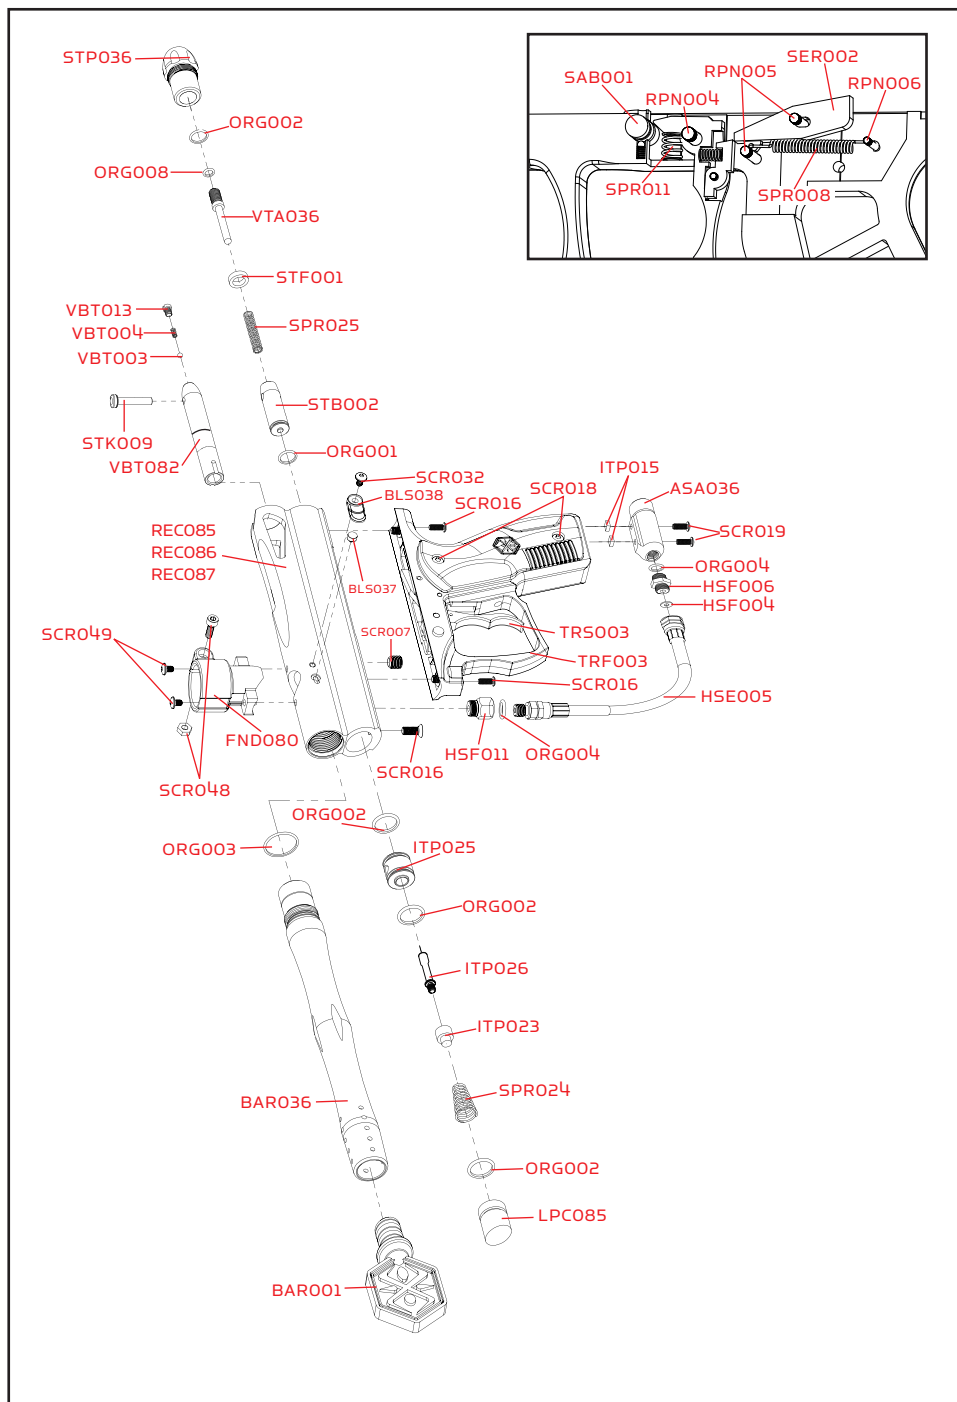 STP036
SAB001
RPN005
SER002
RPN004
RPN006
SPR011
SPR008
ORG002
ORG008
VTA036
STF001
VBT013
VBT004
SPR025
VBT003
STB002
STK009
VBT082
ORG001
SCR032
BLS038
SCR016
SCR018
ITP015
ASA036
SCR019
REC085
REC086
REC087
ORG004
HSF006
HSF004
BLS037
SCR049
SCR007
TRS003
TRF003
SCR016
HSE005
FND080
SCR048
SCR016
HSF011
ORG004
ORG002
ORG003
ITP025
ORG002
ITP026
ITP023
BAR036
SPR024
ORG002
LPC085
BAR001